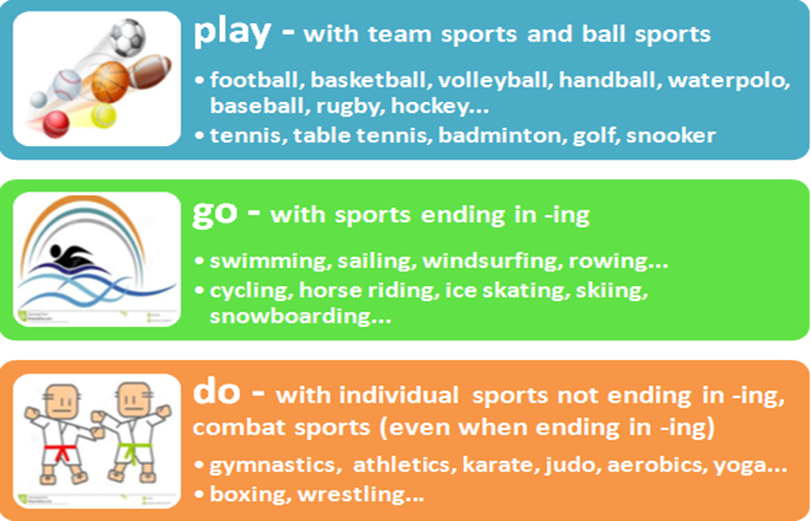 play - with team sports and ball sports
• football, basketball, volleyball, handball, waterpolo,
baseball, rugby, hockey...
• tennis, table tennis, badminton, golf, snooker
go - with sports ending in -ing
• swimming, sailing, windsurfing, rowing...
• cycling, horse riding, ice skating, skiing,
snowboarding...
do - with individual sports not ending in -ing,
combat sports (even when ending in -ing)
• gymnastics, athletics, karate, judo, aerobics, yoga...
• boxing, wrestling...